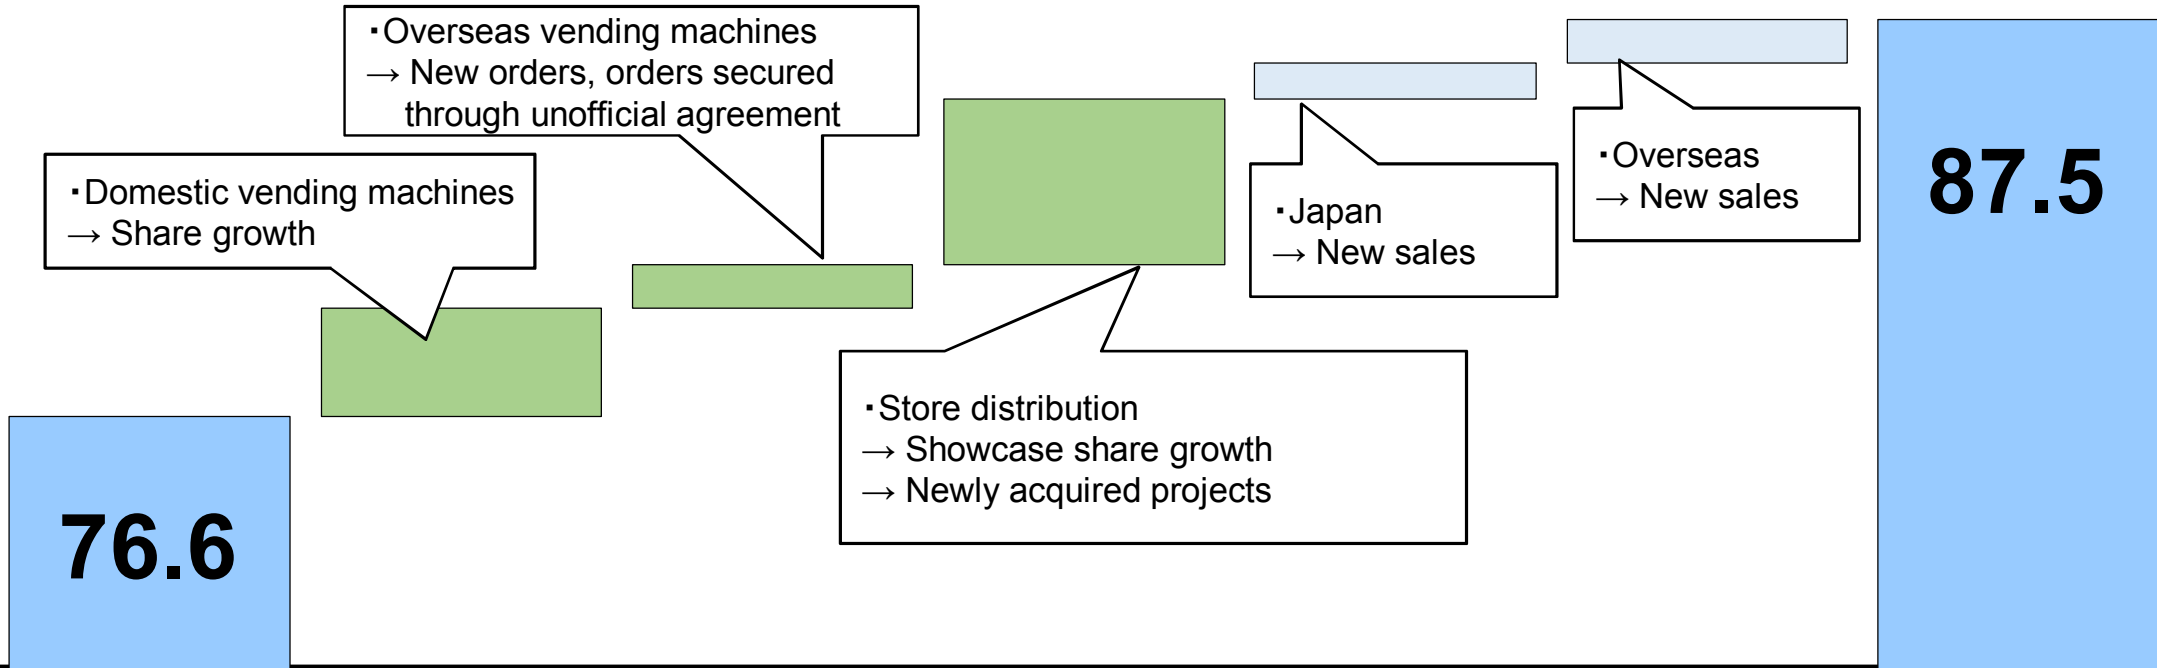 ・Overseas vending machines
→ New orders, orders secured
through unofficial agreement
・Domestic vending machines
→ Share growth
・Store distribution
→ Showcase share growth
→ Newly acquired projects
・Japan
→ New sales
・Overseas
→ New sales
76.6
87.5